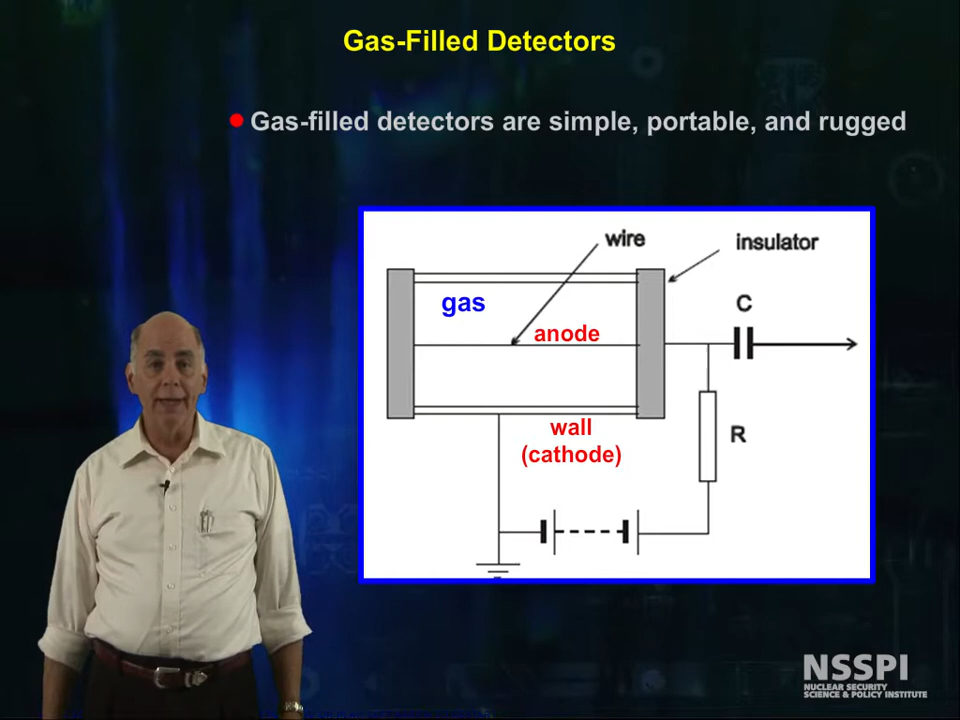 Gas-Filled Detectors
Gas-filled detectors are simple, portable, and rugged
wire
insulator
gas
anode
C
wall
(cathode)
R
NSSPI
NUCLEAR SECURITY
SCIENCE & POLICY INSTITUTE